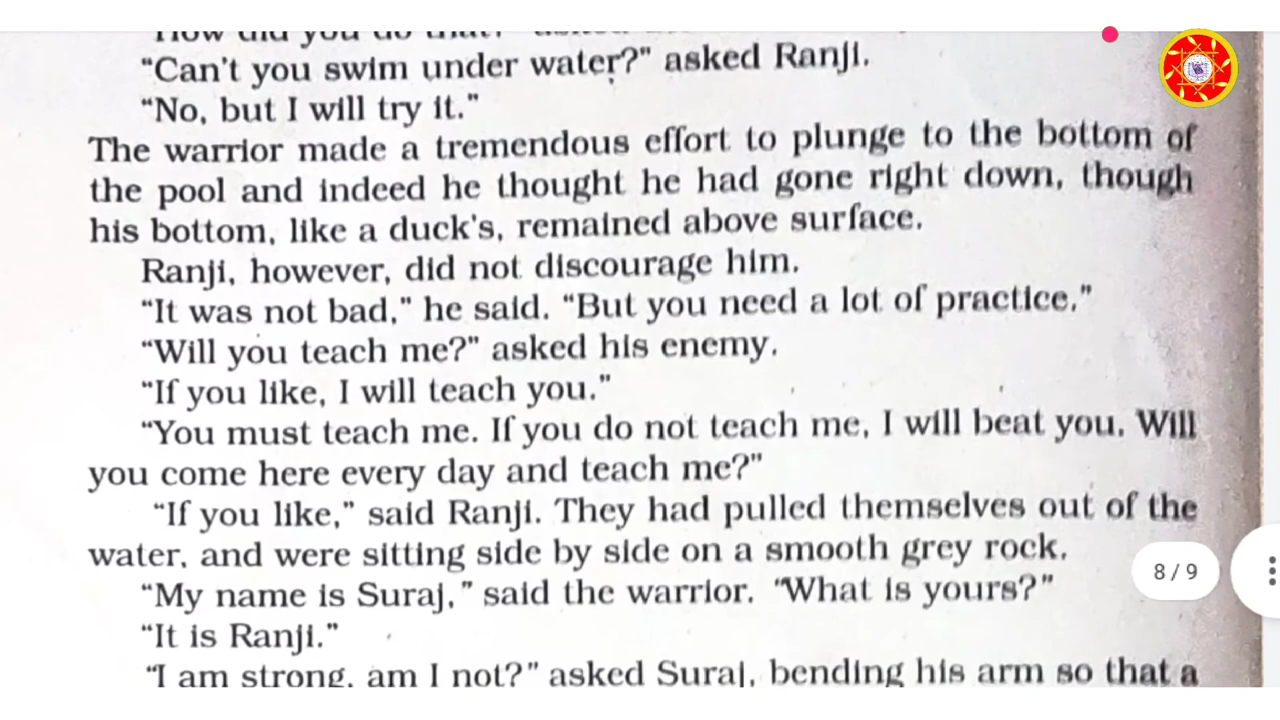 "How did you do that?" asked
"Can't you swim under water?" asked Ranji.
"No, but I will try it."
The warrior made a tremendous effort to plunge to the bottom of
the pool and indeed he thought he had gone right down, though
his bottom, like a duck's, remained above surface.
Ranji, however, did not discourage him.
"It was not bad," he said. "But you need a lot of practice."
"Will you teach me?" asked his enemy.
"If you like, I will teach you."
"You must teach me. If you do not teach me, I will beat you. Will
you come here every day and teach me?"
"If you like," said Ranji. They had pulled themselves out of the
water, and were sitting side by side on a smooth grey rock.
8 / 9
"My name is Suraj," said the warrior. "What is yours?"
"It is Ranji."
"I am strong, am I not?" asked Suraj, bending his arm so that a